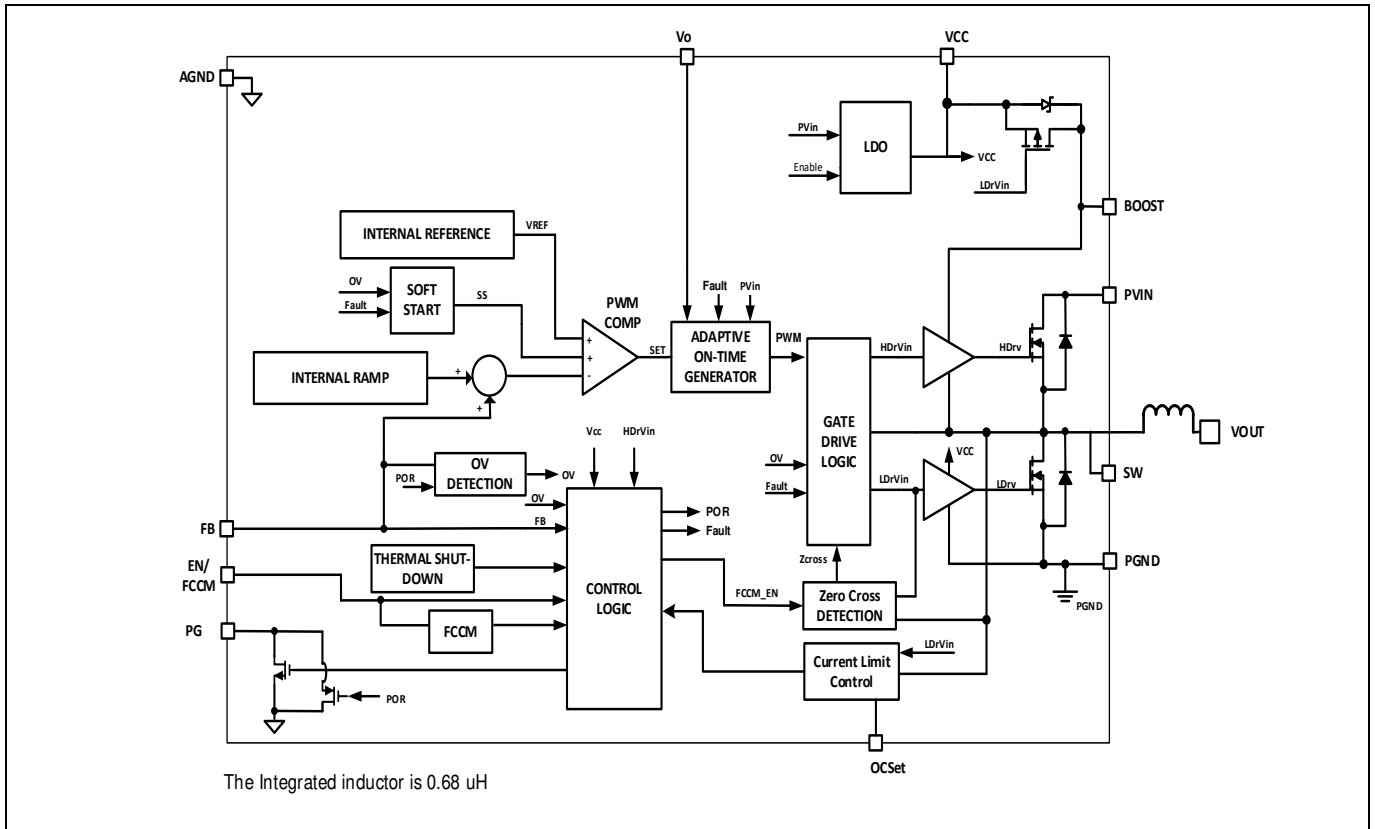 Vo
VCC
AGND
PVin
Enable
LDO
VCC
LDrVin
BOOST
INTERNAL REFERENCE
VREF
OV
Fault
SOFT
START
SS
PWM
COMP
+
+
-
SET
Fault
PVin
ADAPTIVE
ON-TIME
GENERATOR
PWM
INTERNAL RAMP
+
+
HDrVin
HDrv
PVIN
GATE
DRIVE
LOGIC
OV
Fault
LDrVin
VCC
LDrv
VOUT
SW
PGND
PGND
Vcc
HDrVin
POR
OV
DETECTION
OV
OV
FB
FB
POR
Fault
EN/
FCCM
THERMAL SHUT-
DOWN
CONTROL
LOGIC
FCCM_EN
Zcross
Zero Cross
DETECTION
FCCM
PG
POR
Current Limit
Control
LDrVin
OCSet
The Integrated inductor is 0.68 uH